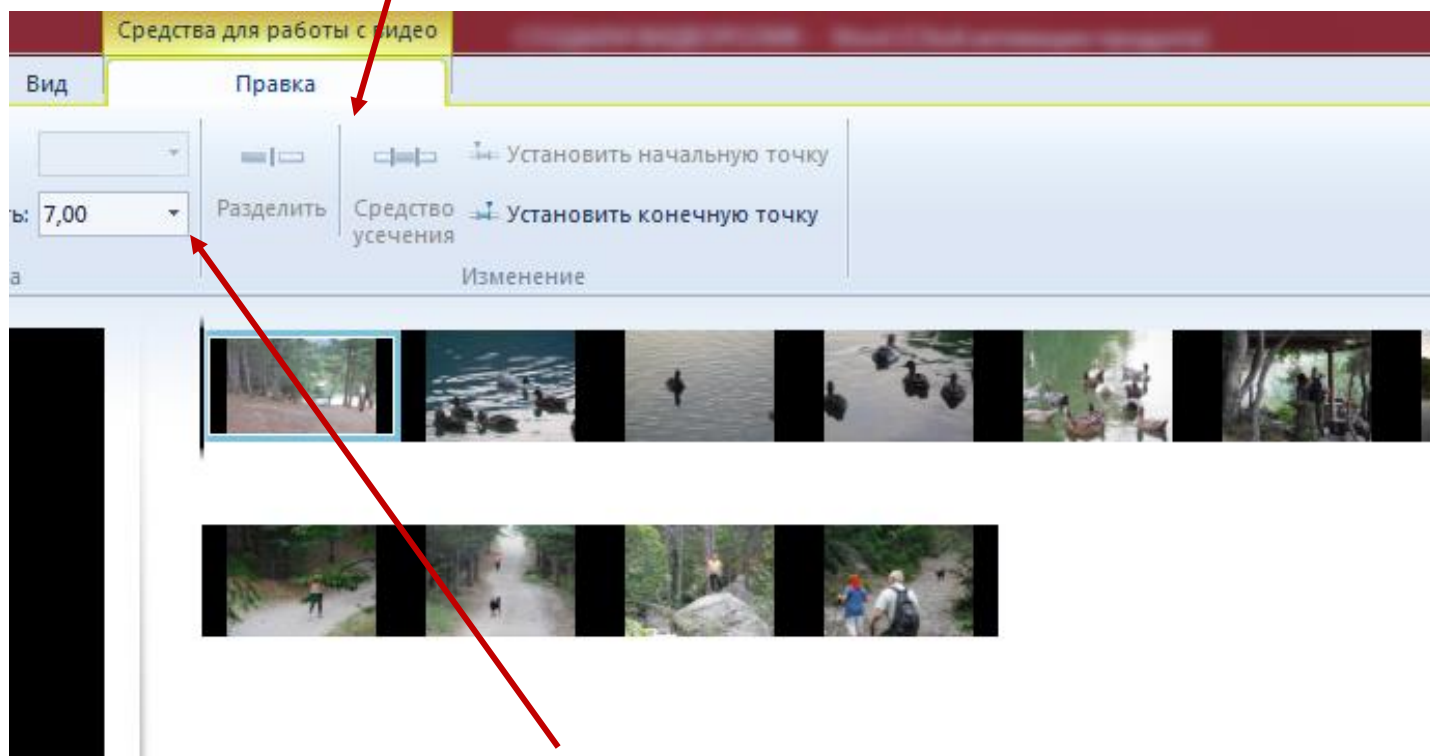 Средства для работы с видео
Вид
Правка
Установить начальную точку
ь: 7,00
Разделить
Средство усечения
Установить конечную точку
а
Изменение